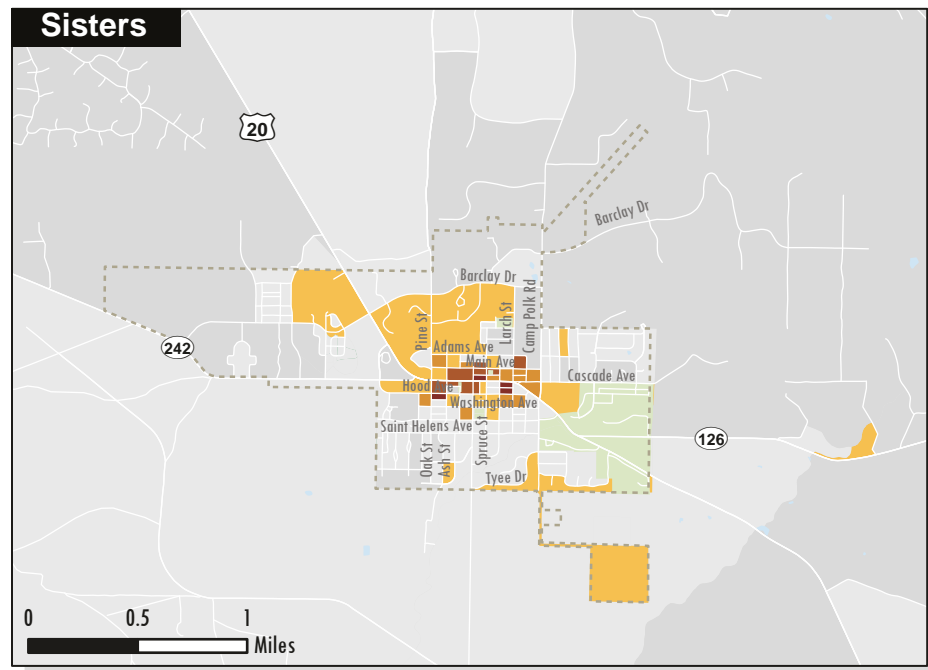 Sisters
20
Barclay Dr
Barclay Dr
Camp Polk Rd
Larch St
Pine St
242
Adams Ave
Main Ave
Cascade Ave
Hood Ave
Washington Ave
Saint Helens Ave
126
Oak St
Ash St
Spruce St
Tyee Dr
0 0.5 1
Miles